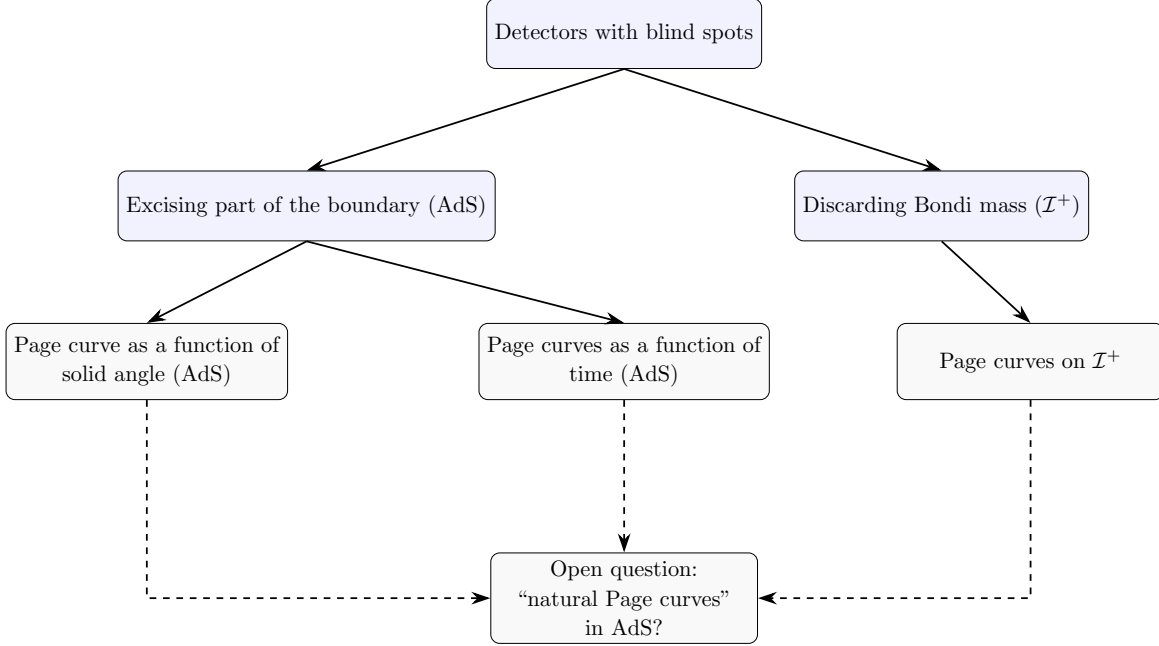 Detectors with blind spots
Excising part of the boundary (AdS)
Discarding Bondi mass (ℐ⁺)
Page curve as a function of
solid angle (AdS)
Page curves as a function of
time (AdS)
Page curves on ℐ⁺
Open question:
“natural Page curves”
in AdS?